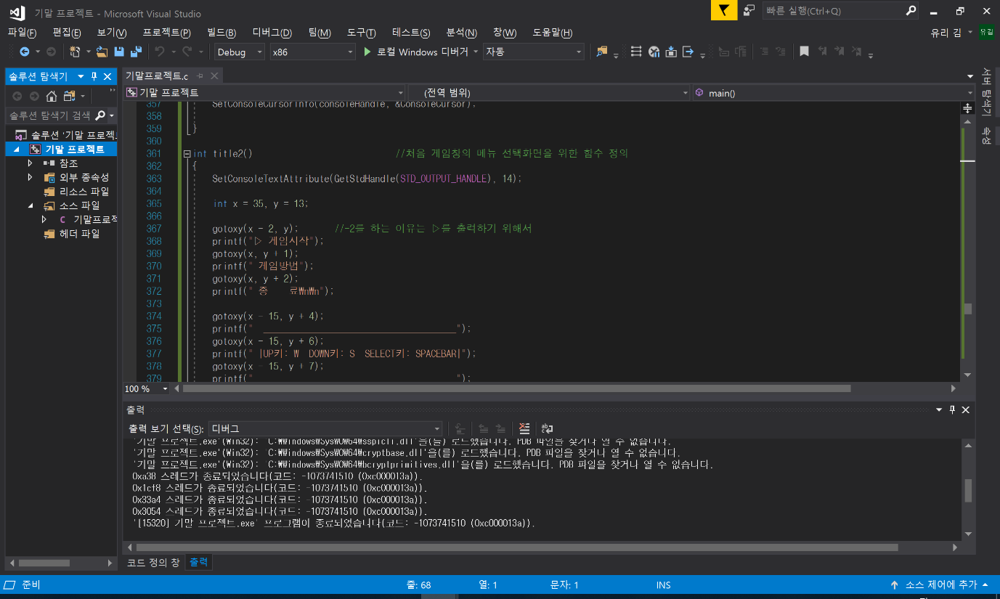 기말 프로젝트 - Microsoft Visual Studio
빠른 실행(Ctrl+Q)
파일(F) 편집(E) 보기(V) 프로젝트(P) 빌드(B) 디버그(D) 팀(M) 도구(T) 테스트(S) 분석(N) 창(W) 도움말(H)
유리 김
유김
Debug x86 로컬 Windows 디버거 자동
솔루션 탐색기
솔루션 탐색기 검색
솔루션 '기말 프로젝
기말 프로젝트
참조
외부 종속성
리소스 파일
소스 파일
C 기말프로젝
헤더 파일
기말프로젝트.c
기말 프로젝트 (전역 범위) main()
357 SetConsoleCursorInfo(consoleHandle, &ConsoleCursor);
358
359 }
360
361 int title2() //처음 게임창의 메뉴 선택화면을 위한 함수 정의
362 {
363 SetConsoleTextAttribute(GetStdHandle(STD_OUTPUT_HANDLE), 14);
364
365 int x = 35, y = 13;
366
367 gotoxy(x - 2, y); //-2를 하는 이유는 ▷를 출력하기 위해서
368 printf("▷ 게임시작");
369 gotoxy(x, y + 1);
370 printf(" 게임방법");
371 gotoxy(x, y + 2);
372 printf(" 종    료₩n₩n");
373
374 gotoxy(x - 15, y + 4);
375 printf("  ______________________________________");
376 gotoxy(x - 15, y + 6);
377 printf(" |UP키: W  DOWN키: S  SELECT키: SPACEBAR|");
378 gotoxy(x - 15, y + 7);
379 printf("                                        ");
100 %
출력
출력 보기 선택(S): 디버그
'기말 프로젝트.exe'(Win32): 'C:₩Windows₩SysWOW64₩sspicli.dll'을(를) 로드했습니다. PDB 파일을 찾거나 열 수 없습니다.
'기말 프로젝트.exe'(Win32): 'C:₩Windows₩SysWOW64₩cryptbase.dll'을(를) 로드했습니다. PDB 파일을 찾거나 열 수 없습니다.
'기말 프로젝트.exe'(Win32): 'C:₩Windows₩SysWOW64₩bcryptprimitives.dll'을(를) 로드했습니다. PDB 파일을 찾거나 열 수 없습니다.
0xa38 스레드가 종료되었습니다(코드: -1073741510 (0xc000013a)).
0x1cf8 스레드가 종료되었습니다(코드: -1073741510 (0xc000013a)).
0x33a4 스레드가 종료되었습니다(코드: -1073741510 (0xc000013a)).
0x3054 스레드가 종료되었습니다(코드: -1073741510 (0xc000013a)).
'[15320] 기말 프로젝트.exe' 프로그램이 종료되었습니다(코드: -1073741510 (0xc000013a)).
코드 정의 창 출력
서버 탐색기
속성
준비 줄: 68 열: 1 문자: 1 INS 소스 제어에 추가